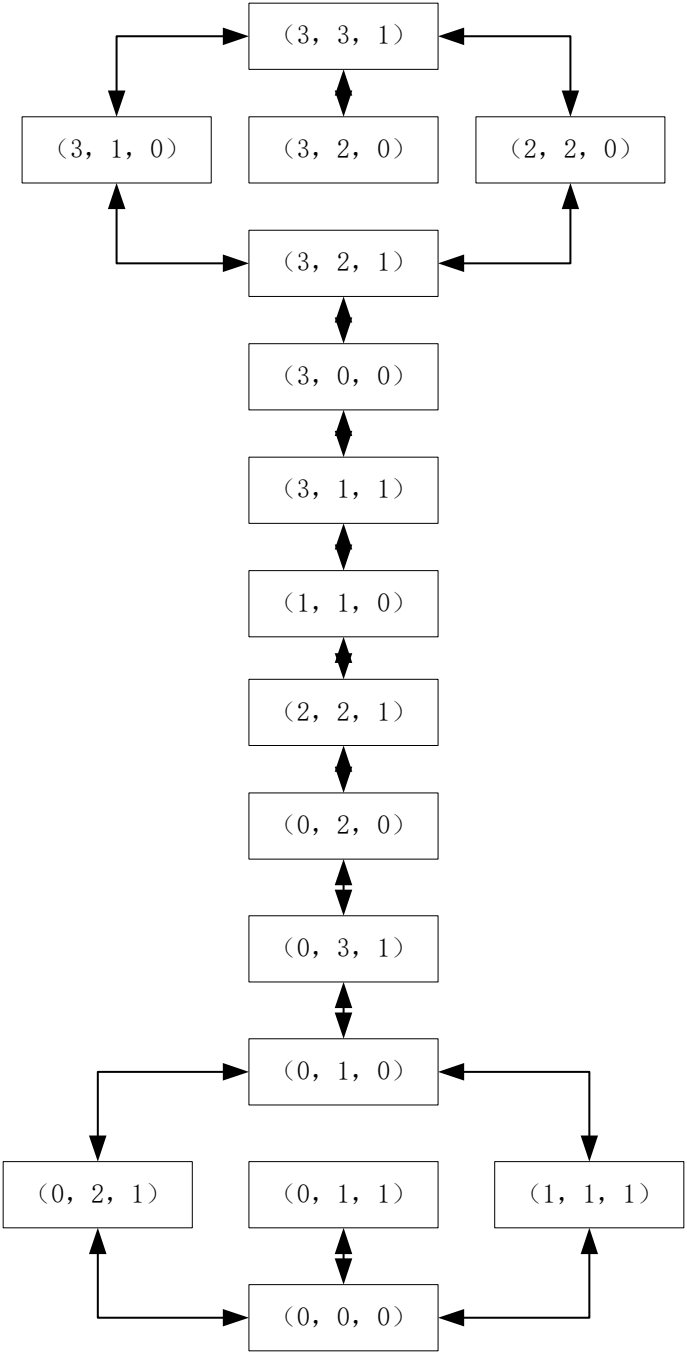 (3, 3, 1)
(3, 1, 0)
(3, 2, 0)
(2, 2, 0)
(3, 2, 1)
(3, 0, 0)
(3, 1, 1)
(1, 1, 0)
(2, 2, 1)
(0, 2, 0)
(0, 3, 1)
(0, 1, 0)
(0, 2, 1)
(0, 1, 1)
(1, 1, 1)
(0, 0, 0)